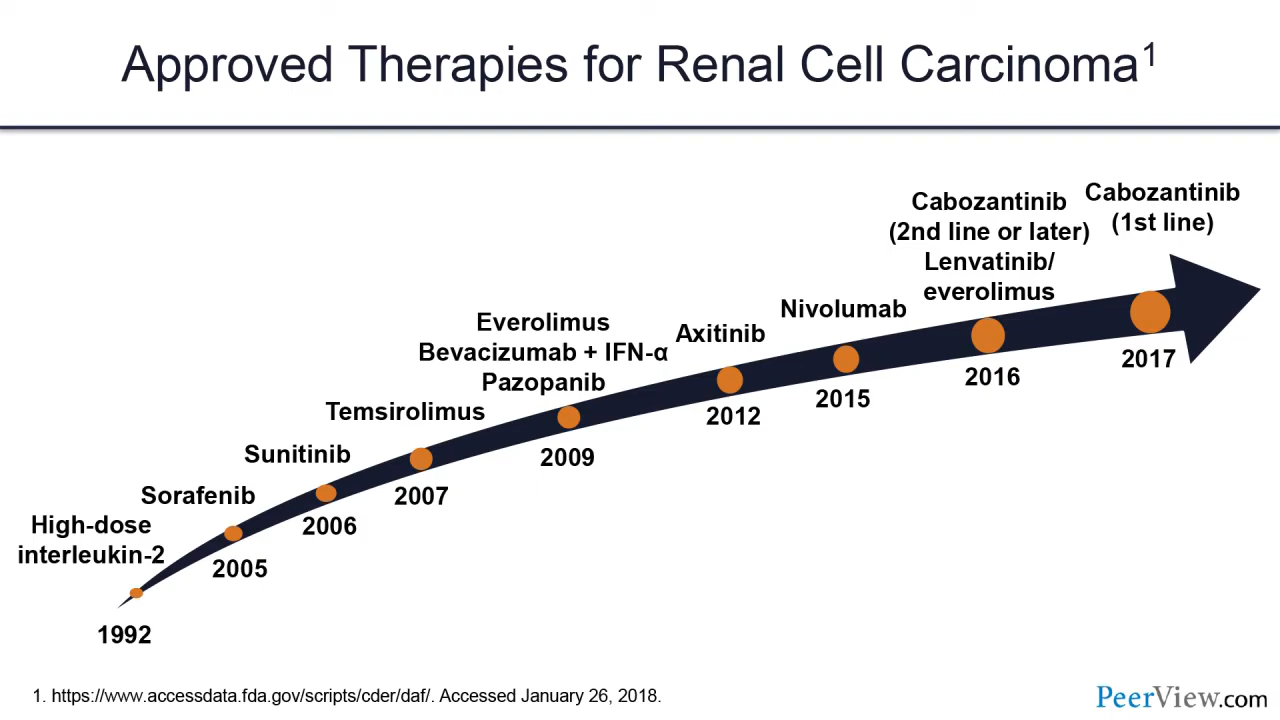 Approved Therapies for Renal Cell Carcinoma¹
High-dose
interleukin-2
1992
Sorafenib
2005
Sunitinib
2006
Temsirolimus
2007
Everolimus
Bevacizumab + IFN-α
Pazopanib
2009
Axitinib
2012
Nivolumab
2015
Cabozantinib
(2nd line or later)
Lenvatinib/
everolimus
2016
Cabozantinib
(1st line)
2017
1. https://www.accessdata.fda.gov/scripts/cder/daf/. Accessed January 26, 2018.
PeerView.com